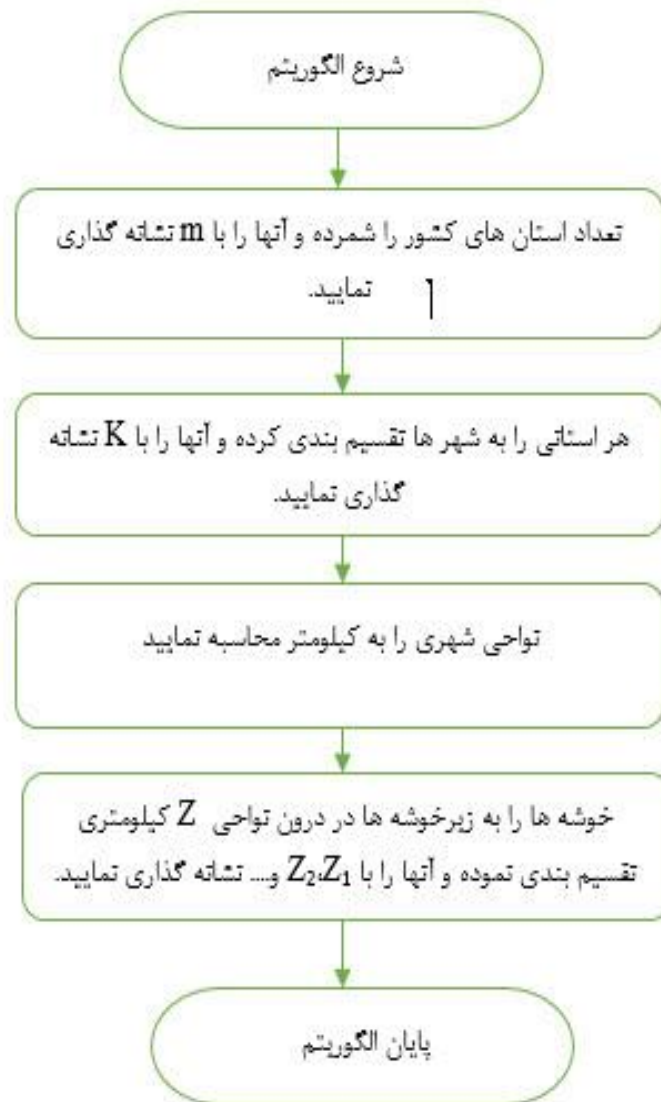 شروع الگوریتم
تعداد استان های کشور را شمرده و آنها را با m نشانه گذاری
نمایید.
هر استانی را به شهر ها تقسیم بندی کرده و آنها را با K نشانه
گذاری نمایید.
نواحی شهری را به کیلومتر محاسبه نمایید
خوشه ها را به زیرخوشه ها در درون نواحی Z کیلومتری
تقسیم بندی نموده و آنها را با Z₁،Z₂ و.... نشانه گذاری نمایید.
پایان الگوریتم